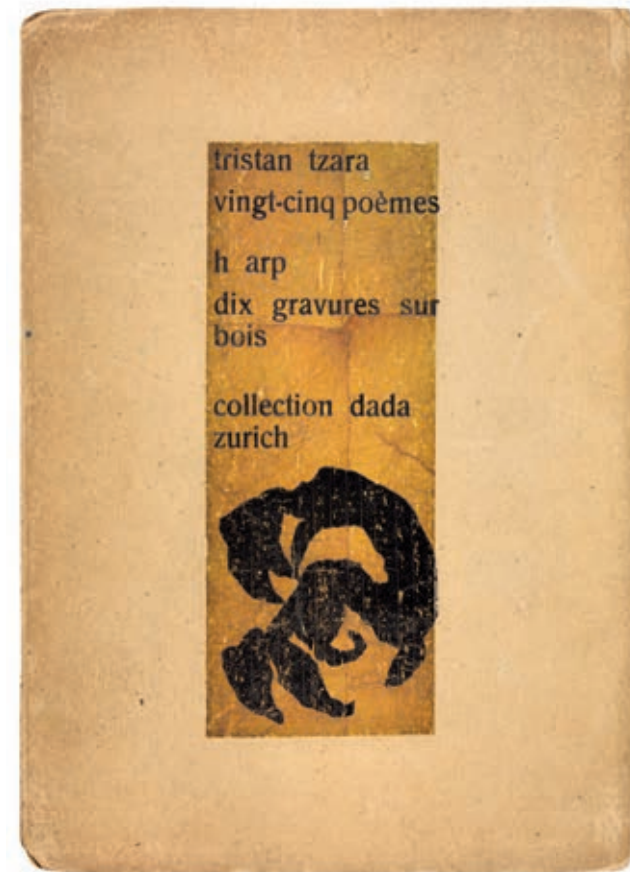 tristan tzara
vingt-cinq poèmes
h arp
dix gravures sur
bois
collection dada
zurich